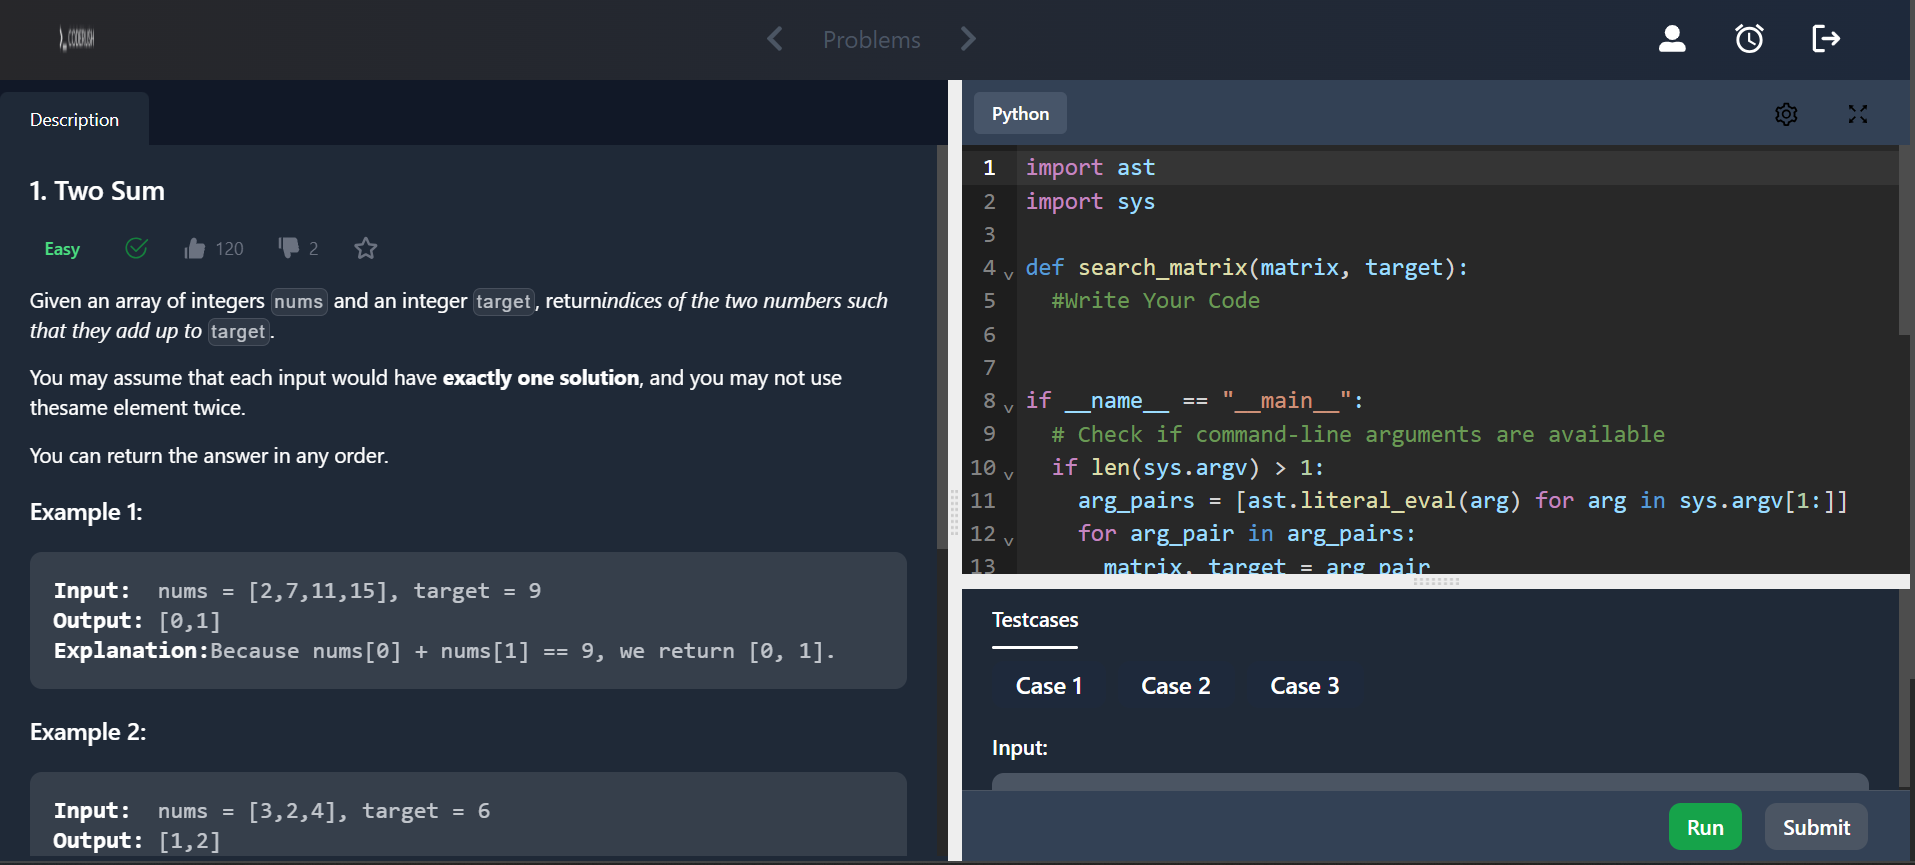 CODERUSH
Problems
Description
1. Two Sum
Easy 120 2
Given an array of integers nums and an integer target, returnindices of the two numbers such
that they add up to target.
You may assume that each input would have exactly one solution, and you may not use
thesame element twice.
You can return the answer in any order.
Example 1:
Input: nums = [2,7,11,15], target = 9
Output: [0,1]
Explanation:Because nums[0] + nums[1] == 9, we return [0, 1].
Example 2:
Input: nums = [3,2,4], target = 6
Output: [1,2]
Python
1 import ast
2 import sys
3
4 def search_matrix(matrix, target):
5 #Write Your Code
6
7
8 if __name__ == "__main__":
9 # Check if command-line arguments are available
10 if len(sys.argv) > 1:
11 arg_pairs = [ast.literal_eval(arg) for arg in sys.argv[1:]]
12 for arg_pair in arg_pairs:
13 matrix, target = arg_pair
Testcases
Case 1 Case 2 Case 3
Input:
Run Submit